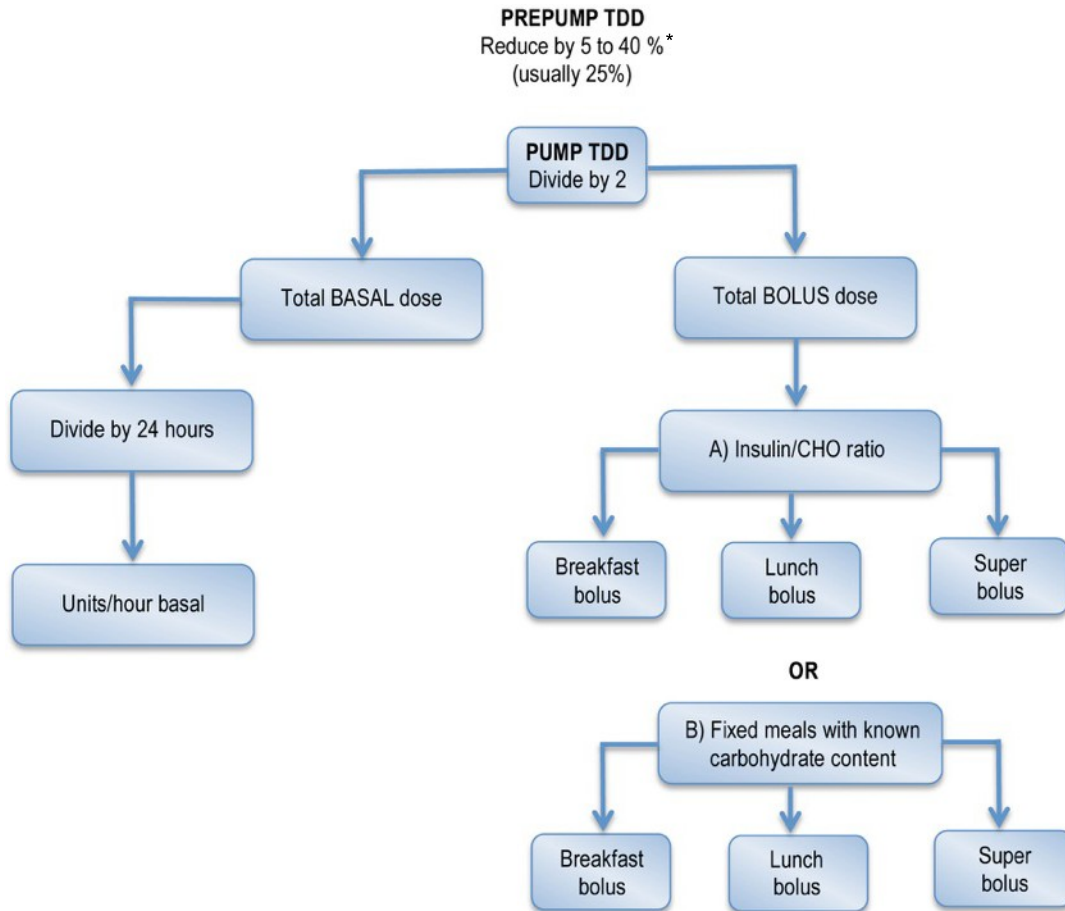 PREPUMP TDD
Reduce by 5 to 40 %*
(usually 25%)
PUMP TDD
Divide by 2
Total BASAL dose
Total BOLUS dose
Divide by 24 hours
A) Insulin/CHO ratio
Units/hour basal
Breakfast
bolus
Lunch
bolus
Super
bolus
OR
B) Fixed meals with known
carbohydrate content
Breakfast
bolus
Lunch
bolus
Super
bolus